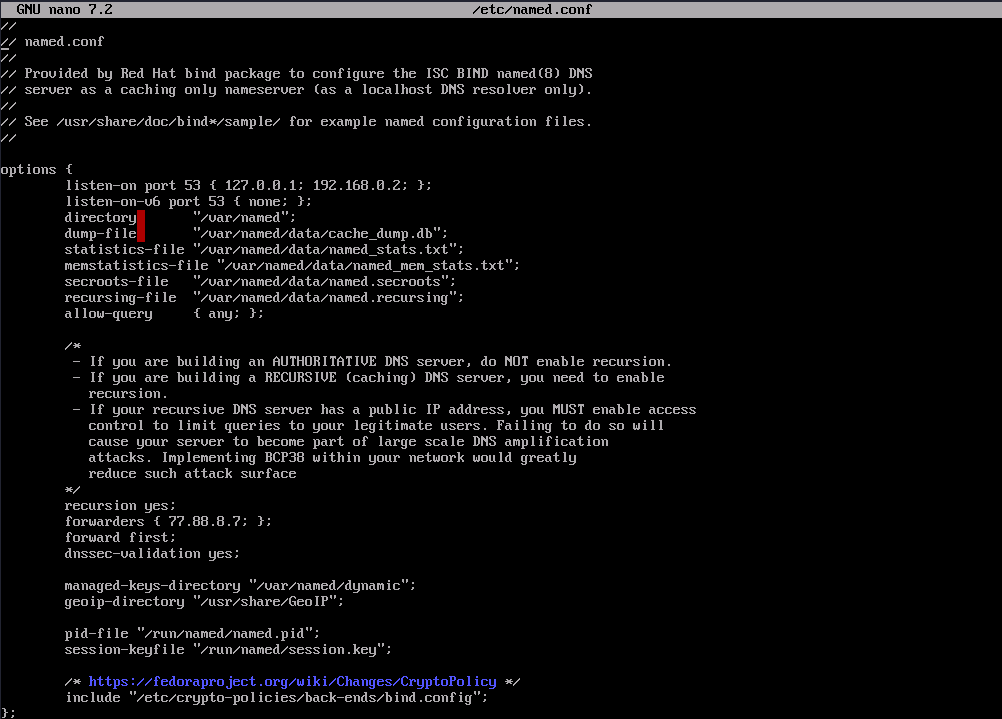 GNU nano 7.2 /etc/named.conf
//
// named.conf
//
// Provided by Red Hat bind package to configure the ISC BIND named(8) DNS
// server as a caching only nameserver (as a localhost DNS resolver only).
//
// See /usr/share/doc/bind*/sample/ for example named configuration files.
//
options {
listen-on port 53 { 127.0.0.1; 192.168.0.2; };
listen-on-v6 port 53 { none; };
directory "/var/named";
dump-file "/var/named/data/cache_dump.db";
statistics-file "/var/named/data/named_stats.txt";
memstatistics-file "/var/named/data/named_mem_stats.txt";
secroots-file "/var/named/data/named.secroots";
recursing-file "/var/named/data/named.recursing";
allow-query { any; };
/*
- If you are building an AUTHORITATIVE DNS server, do NOT enable recursion.
- If you are building a RECURSIVE (caching) DNS server, you need to enable
recursion.
- If your recursive DNS server has a public IP address, you MUST enable access
control to limit queries to your legitimate users. Failing to do so will
cause your server to become part of large scale DNS amplification
attacks. Implementing BCP38 within your network would greatly
reduce such attack surface
*/
recursion yes;
forwarders { 77.88.8.7; };
forward first;
dnssec-validation yes;
managed-keys-directory "/var/named/dynamic";
geoip-directory "/usr/share/GeoIP";
pid-file "/run/named/named.pid";
session-keyfile "/run/named/session.key";
/* https://fedoraproject.org/wiki/Changes/CryptoPolicy */
include "/etc/crypto-policies/back-ends/bind.config";
};